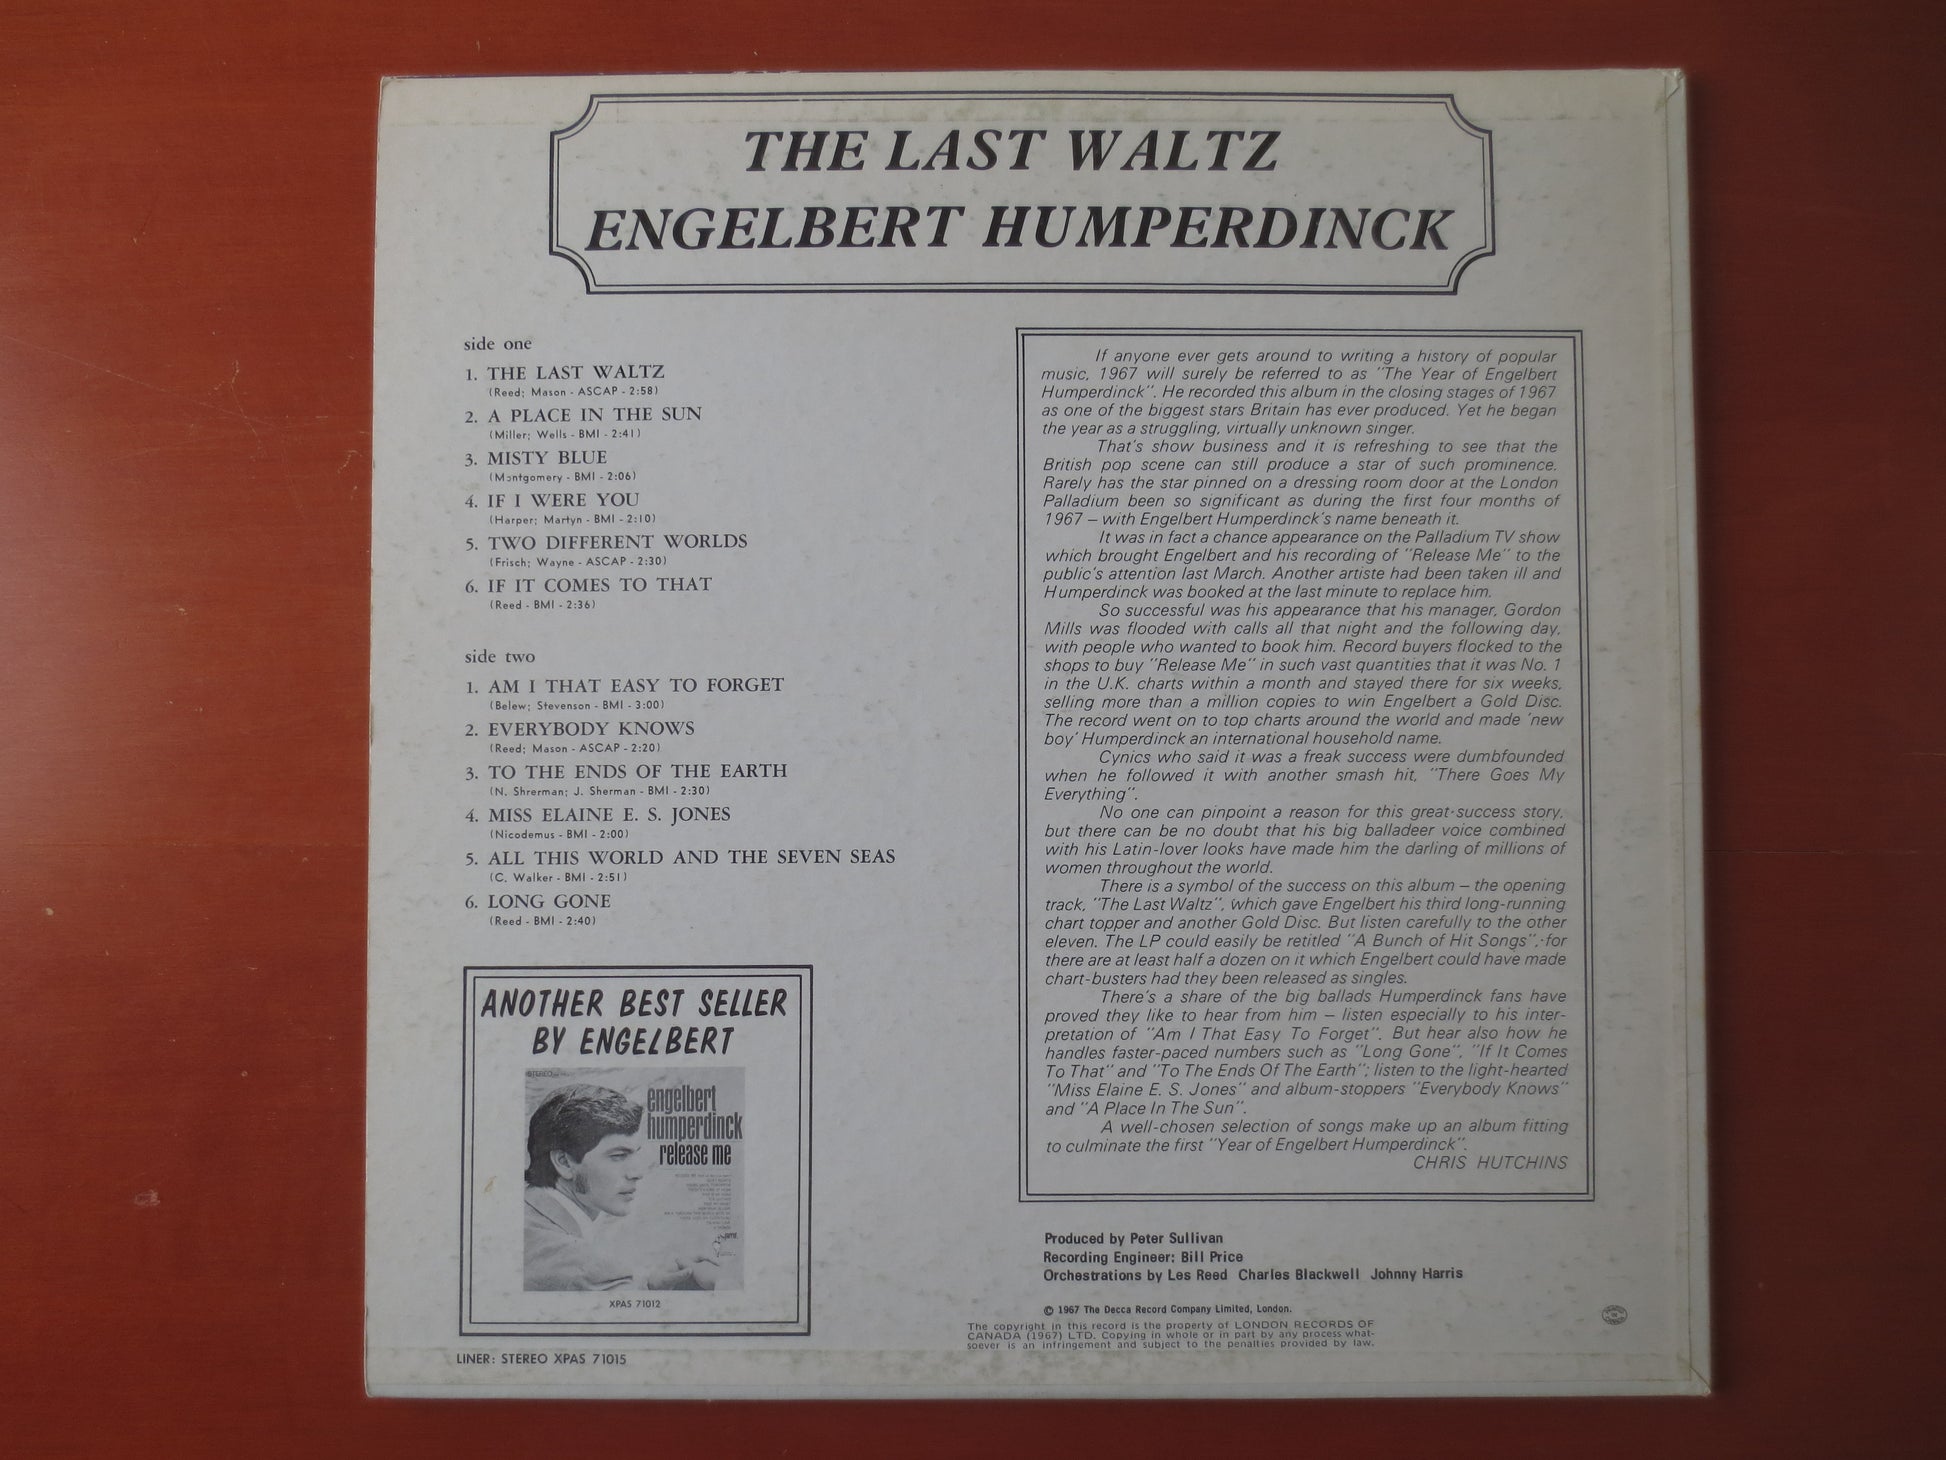 THE LAST WALTZ
ENGELBERT HUMPERDINCK
side one
1. THE LAST WALTZ
(Reed; Mason - ASCAP - 2:58)
2. A PLACE IN THE SUN
(Miller; Wells - BMI - 2:41)
3. MISTY BLUE
(Montgomery - BMI - 2:06)
4. IF I WERE YOU
(Harper; Martyn - BMI - 2:10)
5. TWO DIFFERENT WORLDS
(Frisch; Wayne - ASCAP - 2:30)
6. IF IT COMES TO THAT
(Reed - BMI - 2:36)
side two
1. AM I THAT EASY TO FORGET
(Belew; Stevenson - BMI - 3:00)
2. EVERYBODY KNOWS
(Reed; Mason - ASCAP - 2:20)
3. TO THE ENDS OF THE EARTH
(N. Shrerman; J. Sherman - BMI - 2:30)
4. MISS ELAINE E. S. JONES
(Nicodemus - BMI - 2:00)
5. ALL THIS WORLD AND THE SEVEN SEAS
(C. Walker - BMI - 2:51)
6. LONG GONE
(Reed - BMI - 2:40)
ANOTHER BEST SELLER
BY ENGELBERT
STEREO
engelbert
humperdinck
release me
XPAS 71012
LINER: STEREO XPAS 71015
If anyone ever gets around to writing a history of popular
music, 1967 will surely be referred to as "The Year of Engelbert
Humperdinck". He recorded this album in the closing stages of 1967
as one of the biggest stars Britain has ever produced. Yet he began
the year as a struggling, virtually unknown singer.
That's show business and it is refreshing to see that the
British pop scene can still produce a star of such prominence.
Rarely has the star pinned on a dressing room door at the London
Palladium been so significant as during the first four months of
1967 – with Engelbert Humperdinck's name beneath it.
It was in fact a chance appearance on the Palladium TV show
which brought Engelbert and his recording of "Release Me" to the
public's attention last March. Another artiste had been taken ill and
Humperdinck was booked at the last minute to replace him.
So successful was his appearance that his manager, Gordon
Mills was flooded with calls all that night and the following day,
with people who wanted to book him. Record buyers flocked to the
shops to buy "Release Me" in such vast quantities that it was No. 1
in the U.K. charts within a month and stayed there for six weeks,
selling more than a million copies to win Engelbert a Gold Disc.
The record went on to top charts around the world and made 'new
boy' Humperdinck an international household name.
Cynics who said it was a freak success were dumbfounded
when he followed it with another smash hit, "There Goes My
Everything".
No one can pinpoint a reason for this great success story,
but there can be no doubt that his big balladeer voice combined
with his Latin-lover looks have made him the darling of millions of
women throughout the world.
There is a symbol of the success on this album – the opening
track, "The Last Waltz", which gave Engelbert his third long-running
chart topper and another Gold Disc. But listen carefully to the other
eleven. The LP could easily be retitled "A Bunch of Hit Songs", for
there are at least half a dozen on it which Engelbert could have made
chart-busters had they been released as singles.
There's a share of the big ballads Humperdinck fans have
proved they like to hear from him – listen especially to his inter-
pretation of "Am I That Easy To Forget". But hear also how he
handles faster-paced numbers such as "Long Gone", "If It Comes
To That" and "To The Ends Of The Earth"; listen to the light-hearted
"Miss Elaine E. S. Jones" and album-stoppers "Everybody Knows"
and "A Place In The Sun".
A well-chosen selection of songs make up an album fitting
to culminate the first "Year of Engelbert Humperdinck".
CHRIS HUTCHINS
Produced by Peter Sullivan
Recording Engineer: Bill Price
Orchestrations by Les Reed Charles Blackwell Johnny Harris
© 1967 The Decca Record Company Limited, London.
The copyright in this record is the property of LONDON RECORDS OF
CANADA (1967) LTD. Copying in whole or in part by any process what-
soever is an infringement and subject to the penalties provided by law.